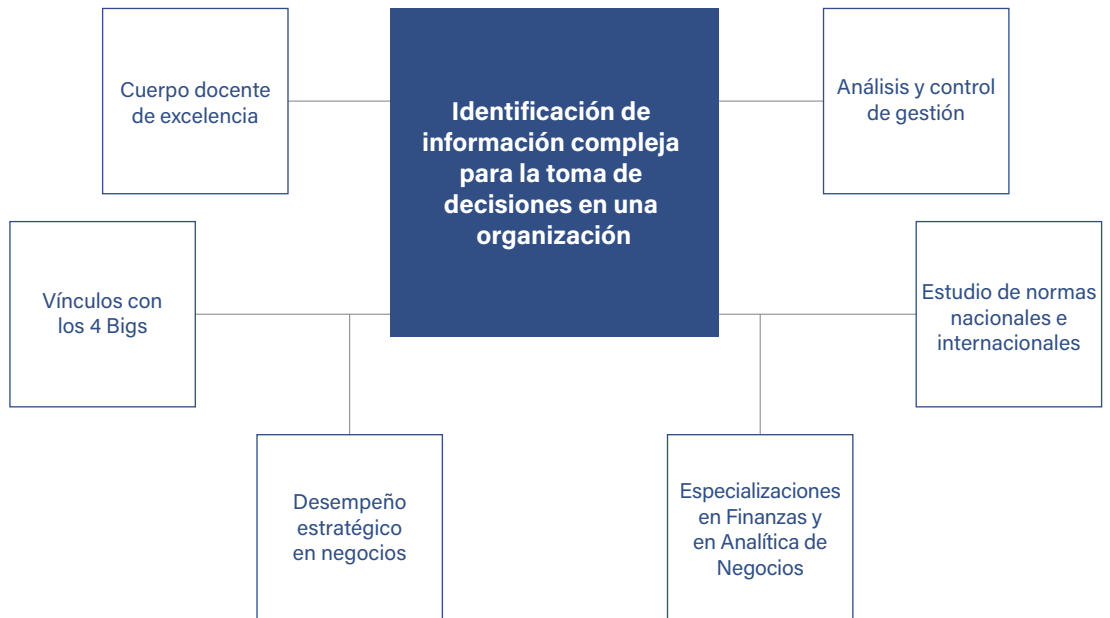 Cuerpo docente
de excelencia
Identificación de
información compleja
para la toma de
decisiones en una
organización
Análisis y control
de gestión
Vínculos con
los 4 Bigs
Estudio de normas
nacionales e
internacionales
Desempeño
estratégico
en negocios
Especializaciones
en Finanzas y
en Analítica de
Negocios